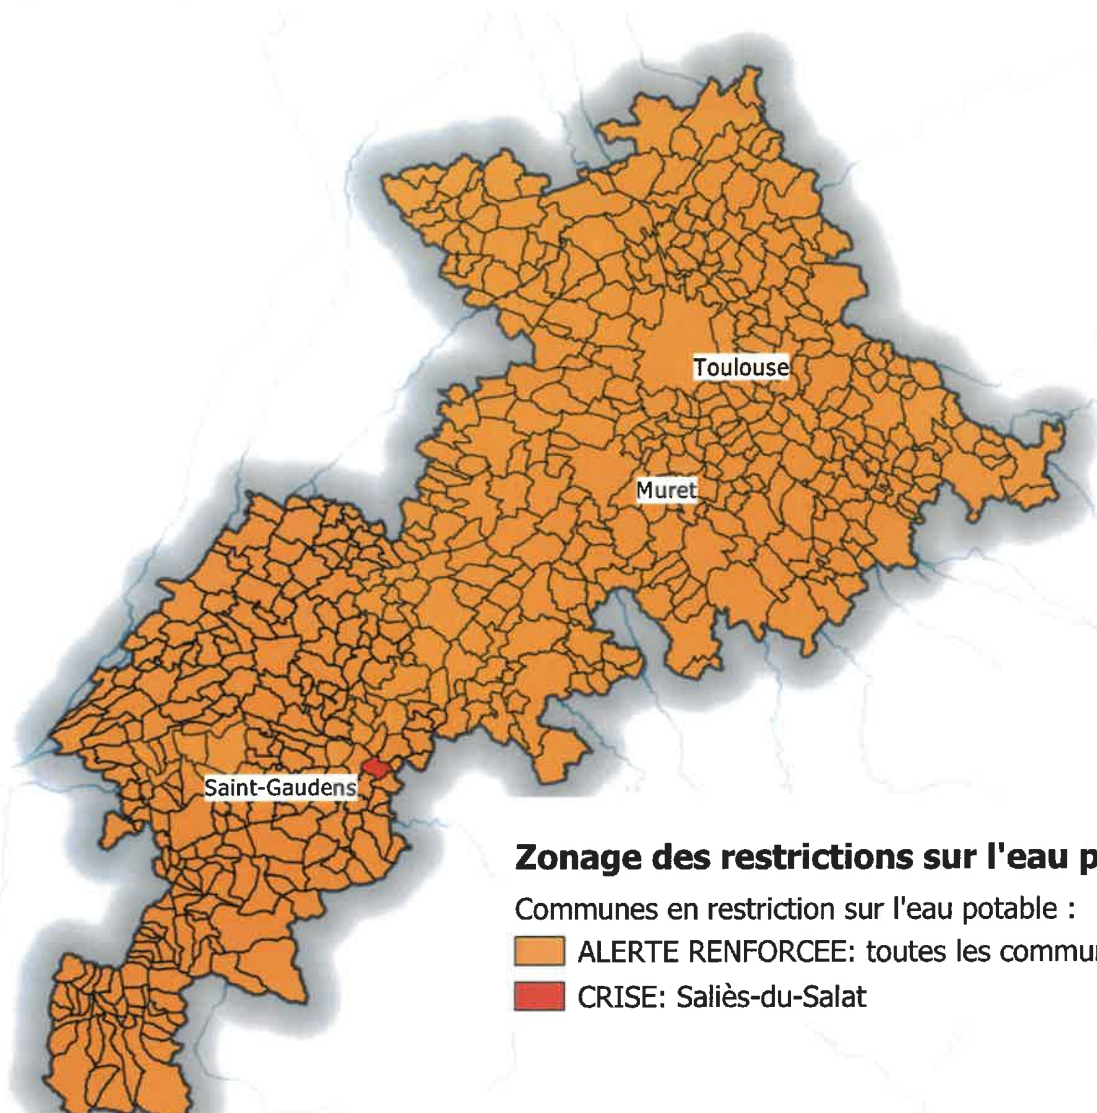 Toulouse
Muret
Saint-Gaudens
Zonage des restrictions sur l'eau p
Communes en restriction sur l'eau potable :
ALERTE RENFORCEE: toutes les commu
CRISE: Saliès-du-Salat